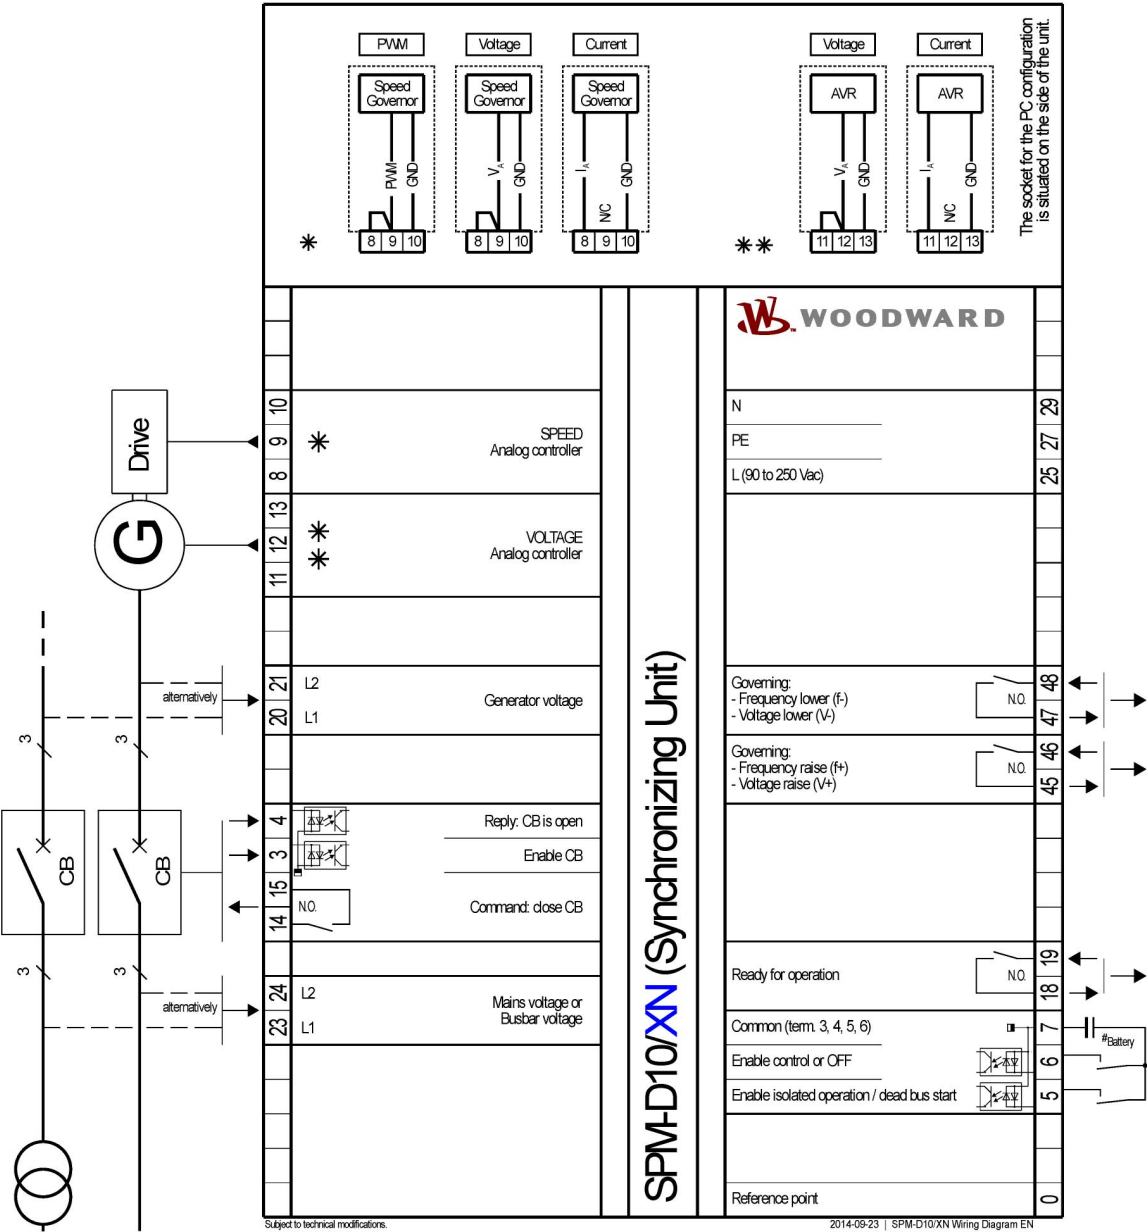 PWM
Voltage
Current
Voltage
Current
Speed
Governor
Speed
Governor
Speed
Governor
AVR
AVR
PWM
GND
VA
GND
IA
N/C
GND
VA
GND
IA
N/C
GND
8 9 10
8 9 10
8 9 10
11 12 13
11 12 13
*
**
The socket for the PC configuration
is situated on the side of the unit.
WOODWARD
Drive
G
10
9
8
*
SPEED
Analog controller
13
12
11
*
*
VOLTAGE
Analog controller
alternatively
21 L2
20 L1
Generator voltage
3
3
4
Reply: CB is open
3
Enable CB
15
14
N.O.
Command: close CB
CB
CB
3
3
alternatively
24 L2
23 L1
Mains voltage or
Busbar voltage
SPM-D10/XN (Synchronizing Unit)
N 29
PE 27
L (90 to 250 Vac) 25
Governing:
- Frequency lower (f-)
- Voltage lower (V-)
N.O.
48
47
Governing:
- Frequency raise (f+)
- Voltage raise (V+)
N.O.
46
45
Ready for operation
N.O.
19
18
Common (term. 3, 4, 5, 6) 7
#Battery
Enable control or OFF 6
Enable isolated operation / dead bus start 5
Reference point 0
Subject to technical modifications.
2014-09-23 | SPM-D10/XN Wiring Diagram EN